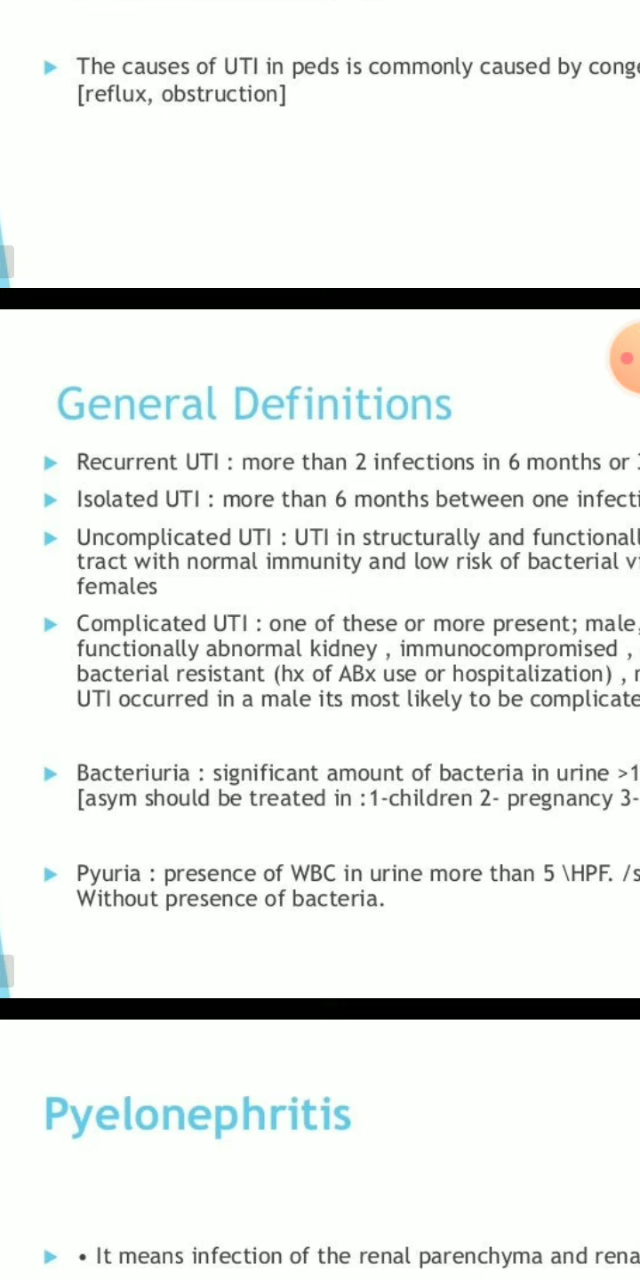 The causes of UTI in peds is commonly caused by
[reflux, obstruction]
General Definitions
Recurrent UTI : more than 2 infections in 6 months or
Isolated UTI : more than 6 months between one
Uncomplicated UTI : UTI in structurally and
tract with normal immunity and low risk of bacterial
females
Complicated UTI : one of these or more present; male,
functionally abnormal kidney , immunocompromised ,
bacterial resistant (hx of ABx use or hospitalization) ,
UTI occurred in a male its most likely to be
Bacteriuria : significant amount of bacteria in urine >1
[asym should be treated in :1-children 2- pregnancy 3-
Pyuria : presence of WBC in urine more than 5 \HPF. /
Without presence of bacteria.
Pyelonephritis
• It means infection of the renal parenchyma and